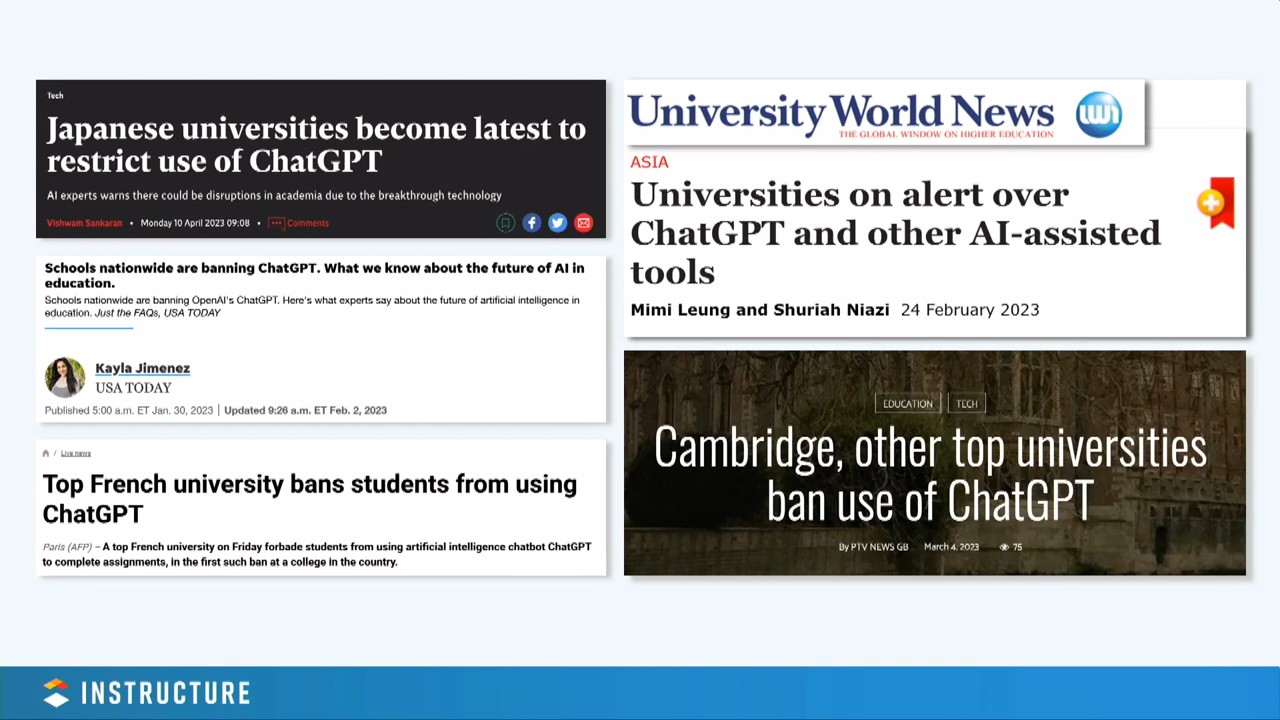 Tech
Japanese universities become latest to
restrict use of ChatGPT
AI experts warns there could be disruptions in academia due to the breakthrough technology
Vishwam Sankaran • Monday 10 April 2023 09:08 • Comments
Schools nationwide are banning ChatGPT. What we know about the future of AI in
education.
Schools nationwide are banning OpenAI's ChatGPT. Here's what experts say about the future of artificial intelligence in
education. Just the FAQs, USA TODAY
Kayla Jimenez
USA TODAY
Published 5:00 a.m. ET Jan. 30, 2023 | Updated 9:26 a.m. ET Feb. 2, 2023
/ Live news
Top French university bans students from using
ChatGPT
Paris (AFP) – A top French university on Friday forbade students from using artificial intelligence chatbot ChatGPT
to complete assignments, in the first such ban at a college in the country.
University World News
THE GLOBAL WINDOW ON HIGHER EDUCATION
uwn
ASIA
Universities on alert over
ChatGPT and other AI-assisted
tools
Mimi Leung and Shuriah Niazi 24 February 2023
EDUCATION TECH
Cambridge, other top universities
ban use of ChatGPT
By PTV NEWS GB March 4, 2023 75
INSTRUCTURE